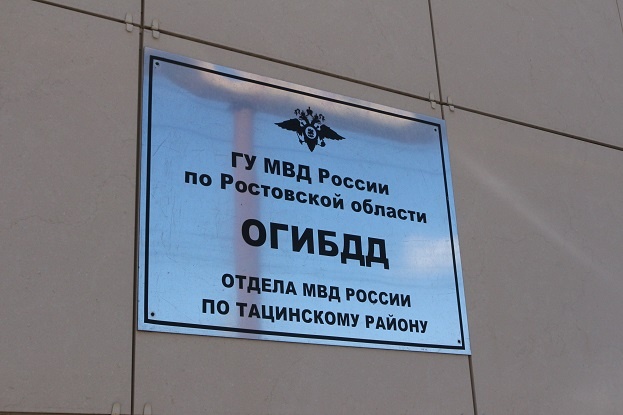 ГУ МВД России
по Ростовской области
ОГИБДД
ОТДЕЛА МВД РОССИИ
ПО ТАЦИНСКОМУ РАЙОНУ